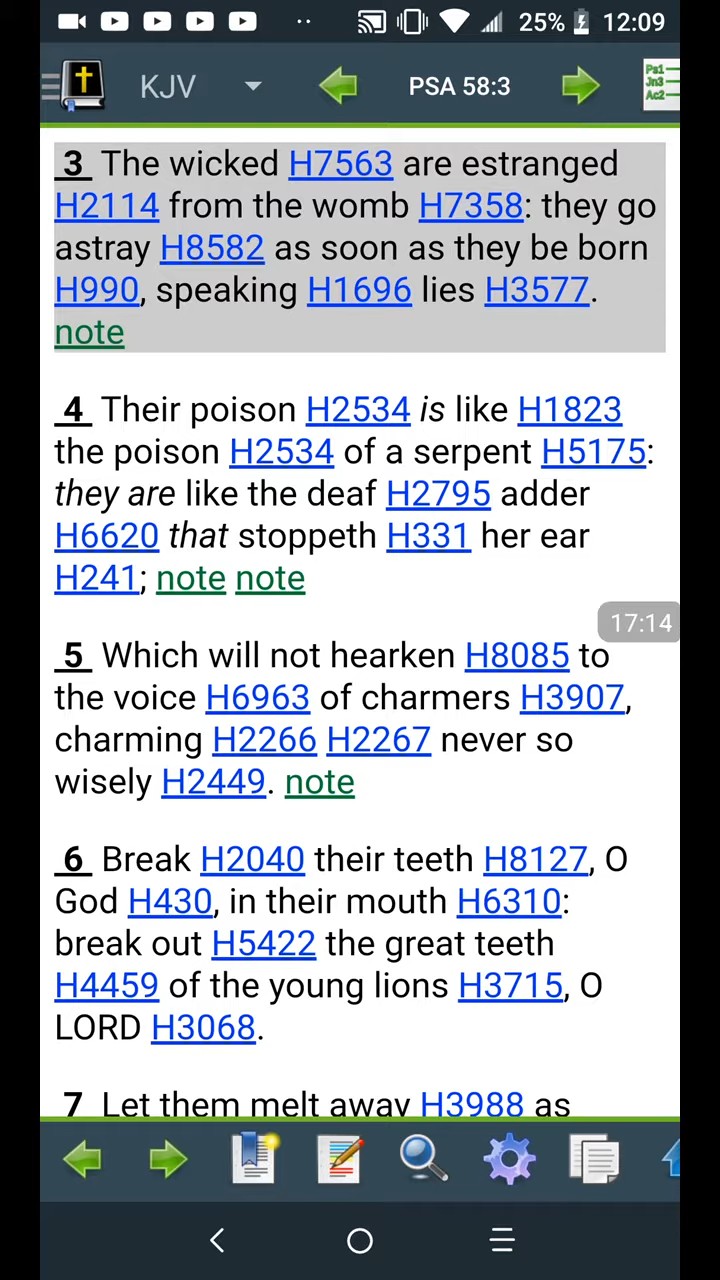 25% 12:09
KJV PSA 58:3 Ps1 Jn3 Ac2
3 The wicked H7563 are estranged
H2114 from the womb H7358: they go
astray H8582 as soon as they be born
H990, speaking H1696 lies H3577.
note
4 Their poison H2534 is like H1823
the poison H2534 of a serpent H5175:
they are like the deaf H2795 adder
H6620 that stoppeth H331 her ear
H241; note note
17:14
5 Which will not hearken H8085 to
the voice H6963 of charmers H3907,
charming H2266 H2267 never so
wisely H2449. note
6 Break H2040 their teeth H8127, O
God H430, in their mouth H6310:
break out H5422 the great teeth
H4459 of the young lions H3715, O
LORD H3068.
7 Let them melt away H3988 as